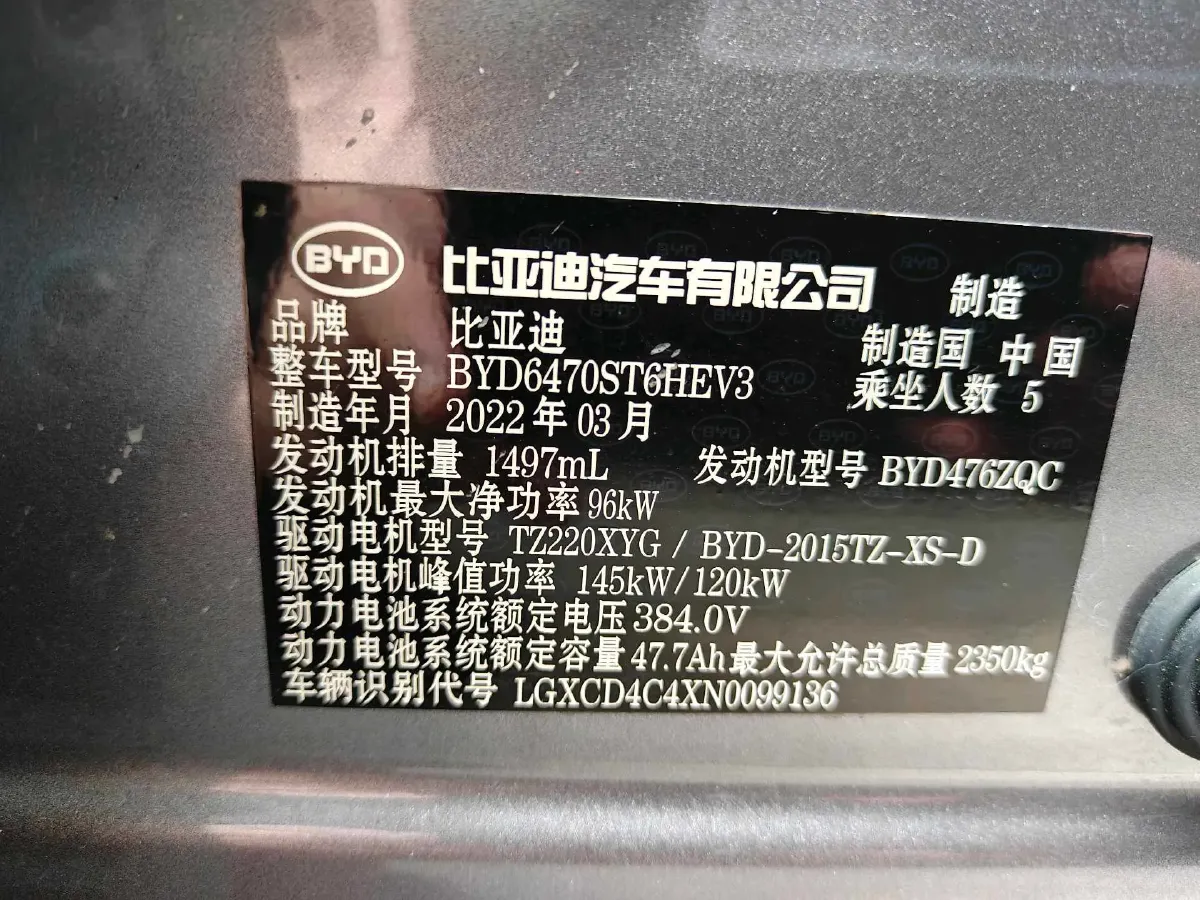 BYD 比亚迪汽车有限公司 制造
品牌 比亚迪 制造国 中国
整车型号 BYD6470ST6HEV3 乘坐人数 5
制造年月 2022年03月
发动机排量 1497mL 发动机型号 BYD476ZQC
发动机最大净功率 96kW
驱动电机型号 TZ220XYG / BYD-2015TZ-XS-D
驱动电机峰值功率 145kW/120kW
动力电池系统额定电压 384.0V
动力电池系统额定容量 47.7Ah 最大允许总质量 2350kg
车辆识别代号 LGXCD4C4XN0099136